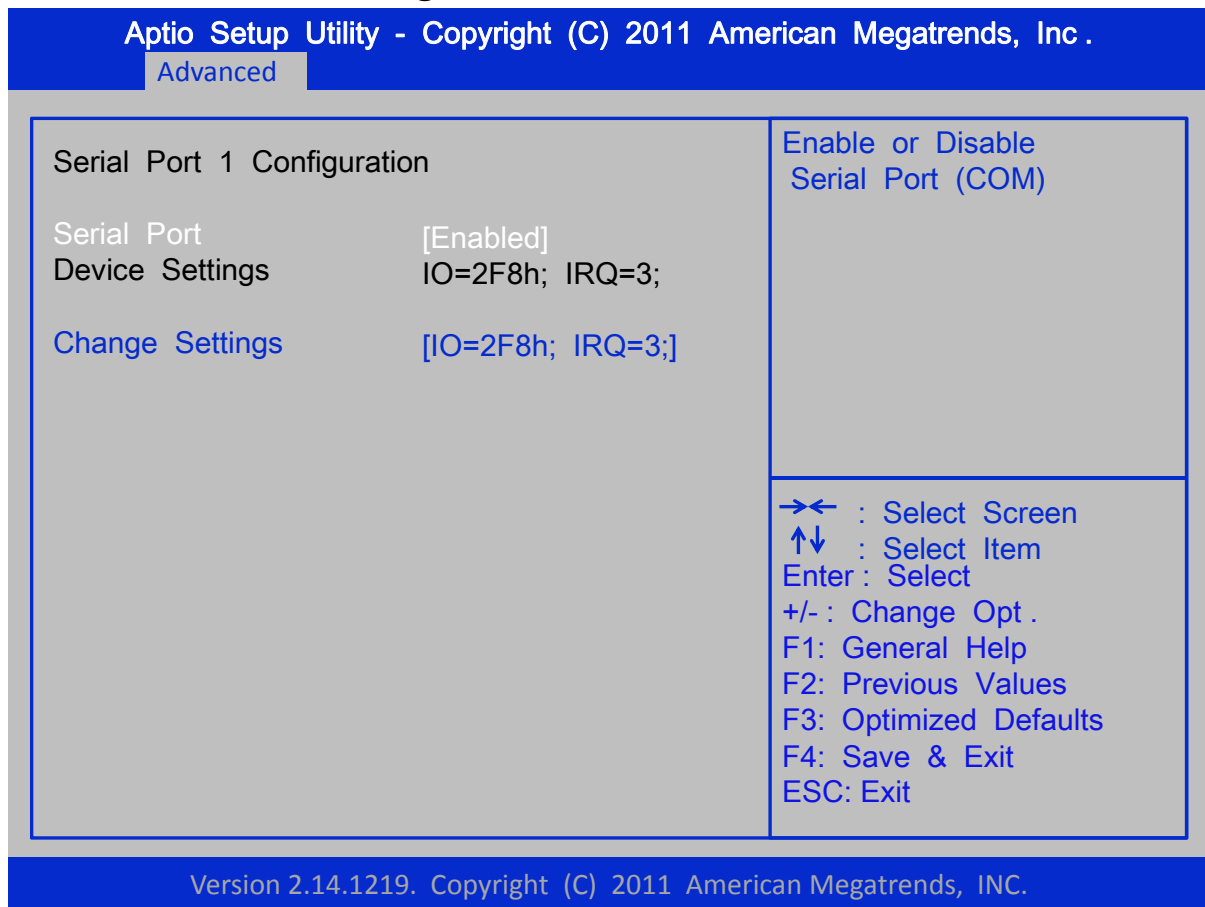 Aptio Setup Utility - Copyright (C) 2011 American Megatrends, Inc .
Advanced
Serial Port 1 Configuration
Serial Port [Enabled]
Device Settings IO=2F8h; IRQ=3;
Change Settings [IO=2F8h; IRQ=3;]
Enable or Disable
Serial Port (COM)
→← : Select Screen
↑↓ : Select Item
Enter : Select
+/- : Change Opt .
F1: General Help
F2: Previous Values
F3: Optimized Defaults
F4: Save & Exit
ESC: Exit
Version 2.14.1219. Copyright (C) 2011 American Megatrends, INC.